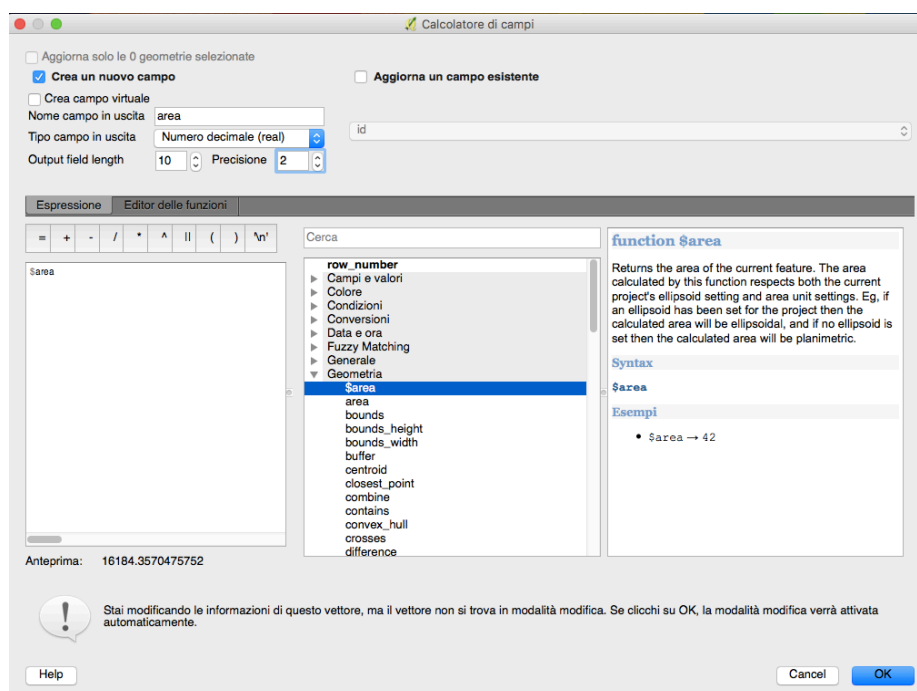 Calcolatore di campi
Aggiorna solo le 0 geometrie selezionate
Crea un nuovo campo
Aggiorna un campo esistente
Crea campo virtuale
Nome campo in uscita area
Tipo campo in uscita Numero decimale (real)
id
Output field length 10 Precisione 2
Espressione Editor delle funzioni
= + - / * ^ || ( ) '\n'
Cerca
$area
row_number
Campi e valori
Colore
Condizioni
Conversioni
Data e ora
Fuzzy Matching
Generale
Geometria
$area
area
bounds
bounds_height
bounds_width
buffer
centroid
closest_point
combine
contains
convex_hull
crosses
difference
function $area
Returns the area of the current feature. The area
calculated by this function respects both the current
project's ellipsoid setting and area unit settings. Eg, if
an ellipsoid has been set for the project then the
calculated area will be ellipsoidal, and if no ellipsoid is
set then the calculated area will be planimetric.
Syntax
$area
Esempi
• $area → 42
Anteprima: 16184.3570475752
Stai modificando le informazioni di questo vettore, ma il vettore non si trova in modalità modifica. Se clicchi su OK, la modalità modifica verrà attivata
automaticamente.
Help
Cancel
OK